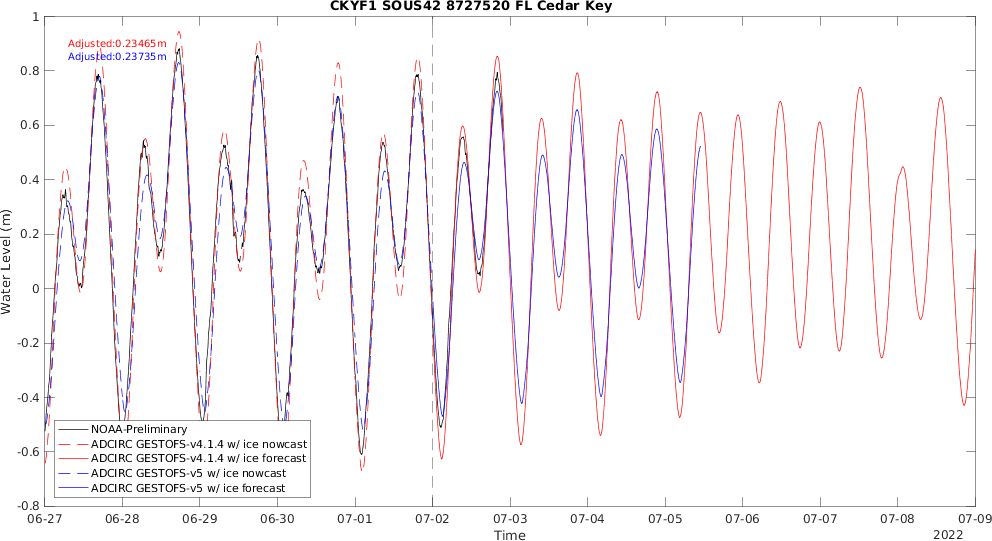 CKYF1 SOUS42 8727520 FL Cedar Key
Adjusted:0.23465m
Adjusted:0.23735m
Water Level (m)
1
0.8
0.6
0.4
0.2
0
-0.2
-0.4
-0.6
-0.8
NOAA-Preliminary
ADCIRC GESTOFS-v4.1.4 w/ ice nowcast
ADCIRC GESTOFS-v4.1.4 w/ ice forecast
ADCIRC GESTOFS-v5 w/ ice nowcast
ADCIRC GESTOFS-v5 w/ ice forecast
06-27 06-28 06-29 06-30 07-01 07-02 07-03 07-04 07-05 07-06 07-07 07-08 07-09
Time
2022